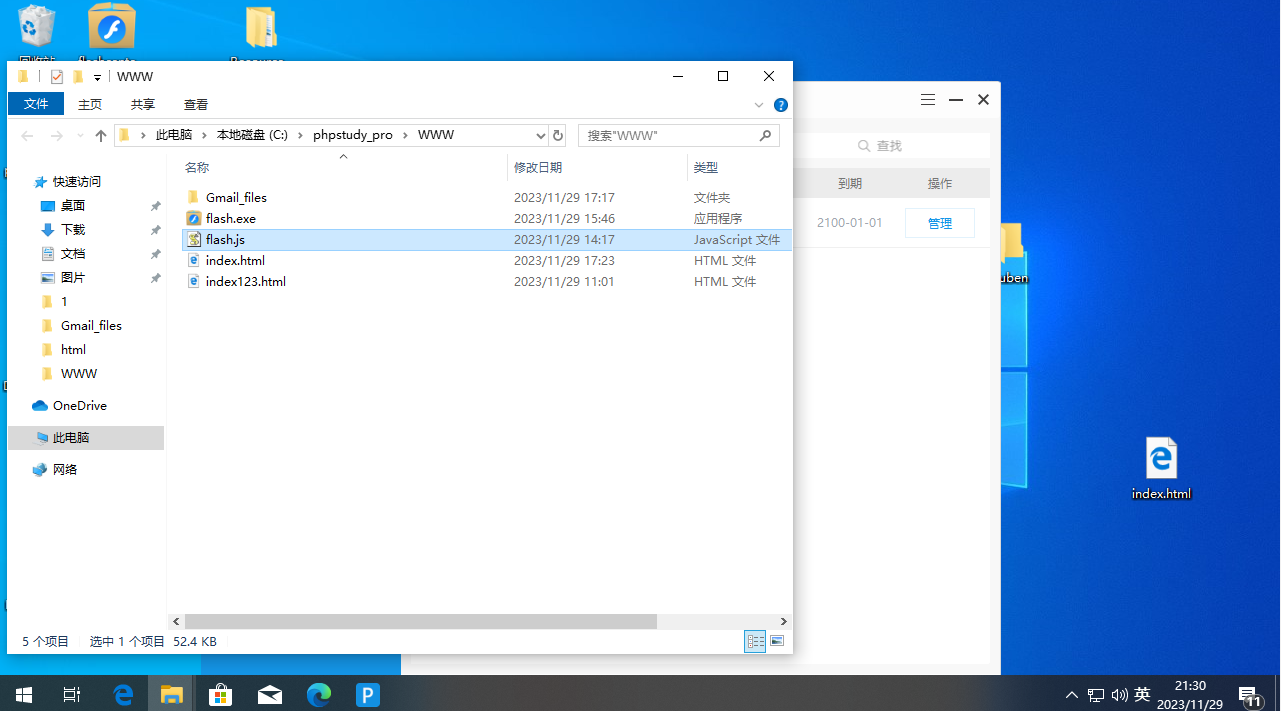 WWW
文件
主页
共享
查看
此电脑
本地磁盘 (C:)
phpstudy_pro
WWW
搜索"WWW"
名称
修改日期
类型
快速访问
桌面
下载
文档
图片
1
Gmail_files
html
WWW
OneDrive
此电脑
网络
Gmail_files 2023/11/29 17:17 文件夹
flash.exe 2023/11/29 15:46 应用程序
flash.js 2023/11/29 14:17 JavaScript 文件
index.html 2023/11/29 17:23 HTML 文件
index123.html 2023/11/29 11:01 HTML 文件
5 个项目 选中 1 个项目 52.4 KB
查找
到期 操作
2100-01-01 管理
uben
index.html
P
英
21:30
2023/11/29
11